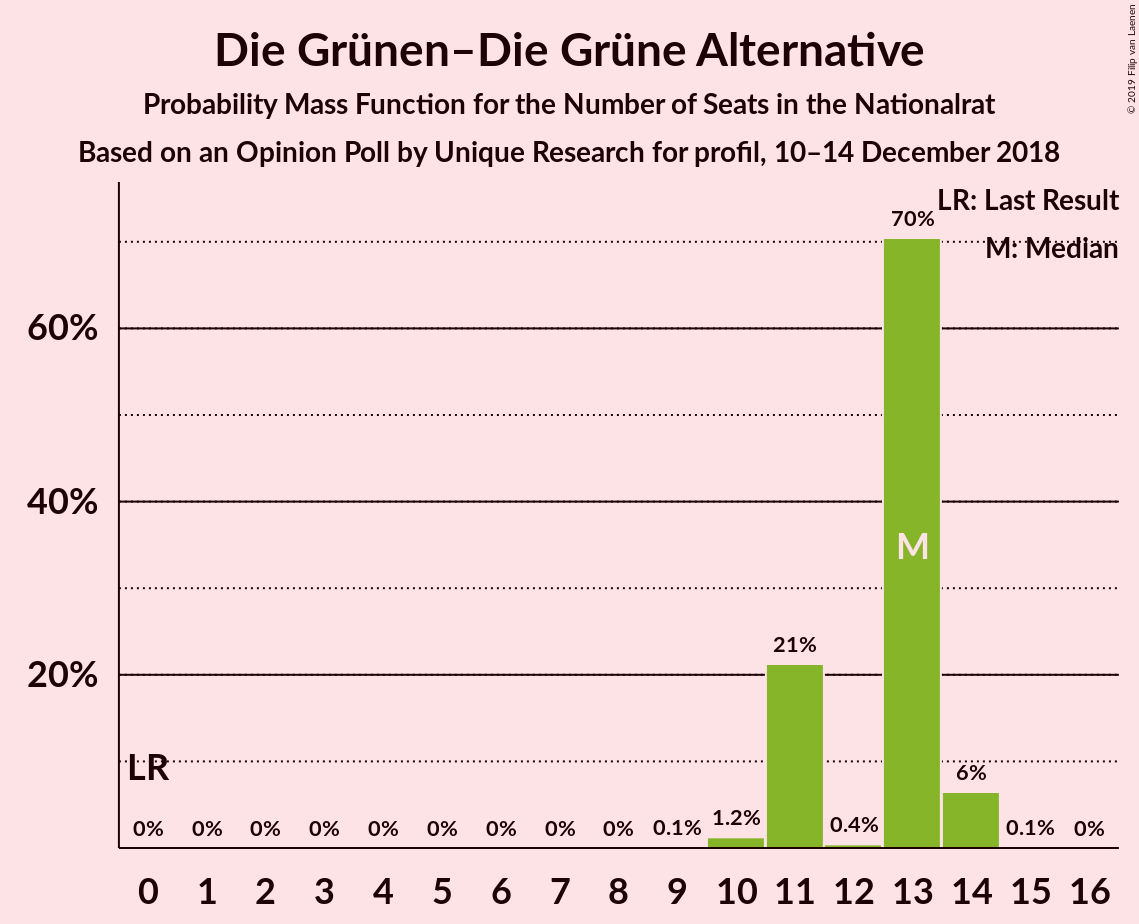 Die Grünen–Die Grüne Alternative
Probability Mass Function for the Number of Seats in the Nationalrat
Based on an Opinion Poll by Unique Research for profil, 10–14 December 2018
© 2019 Filip van Laenen
LR: Last Result
M: Median
70%
60%
40%
M
21%
20%
LR
6%
0% 0% 0% 0% 0% 0% 0% 0% 0% 0.1% 1.2% 0.4% 0.1% 0%
0 1 2 3 4 5 6 7 8 9 10 11 12 13 14 15 16